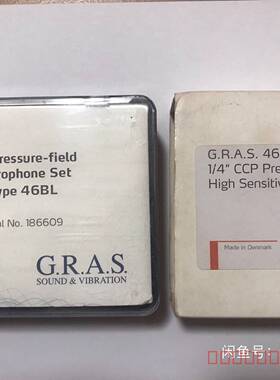 ressure-field
rophone Set
ype 46BL
al No. 186609
G.R.A.S.
SOUND & VIBRATION
G.R.A.S. 46
1/4" CCP Pre
High Sensitiv
Made in Denmark
闲鱼号: